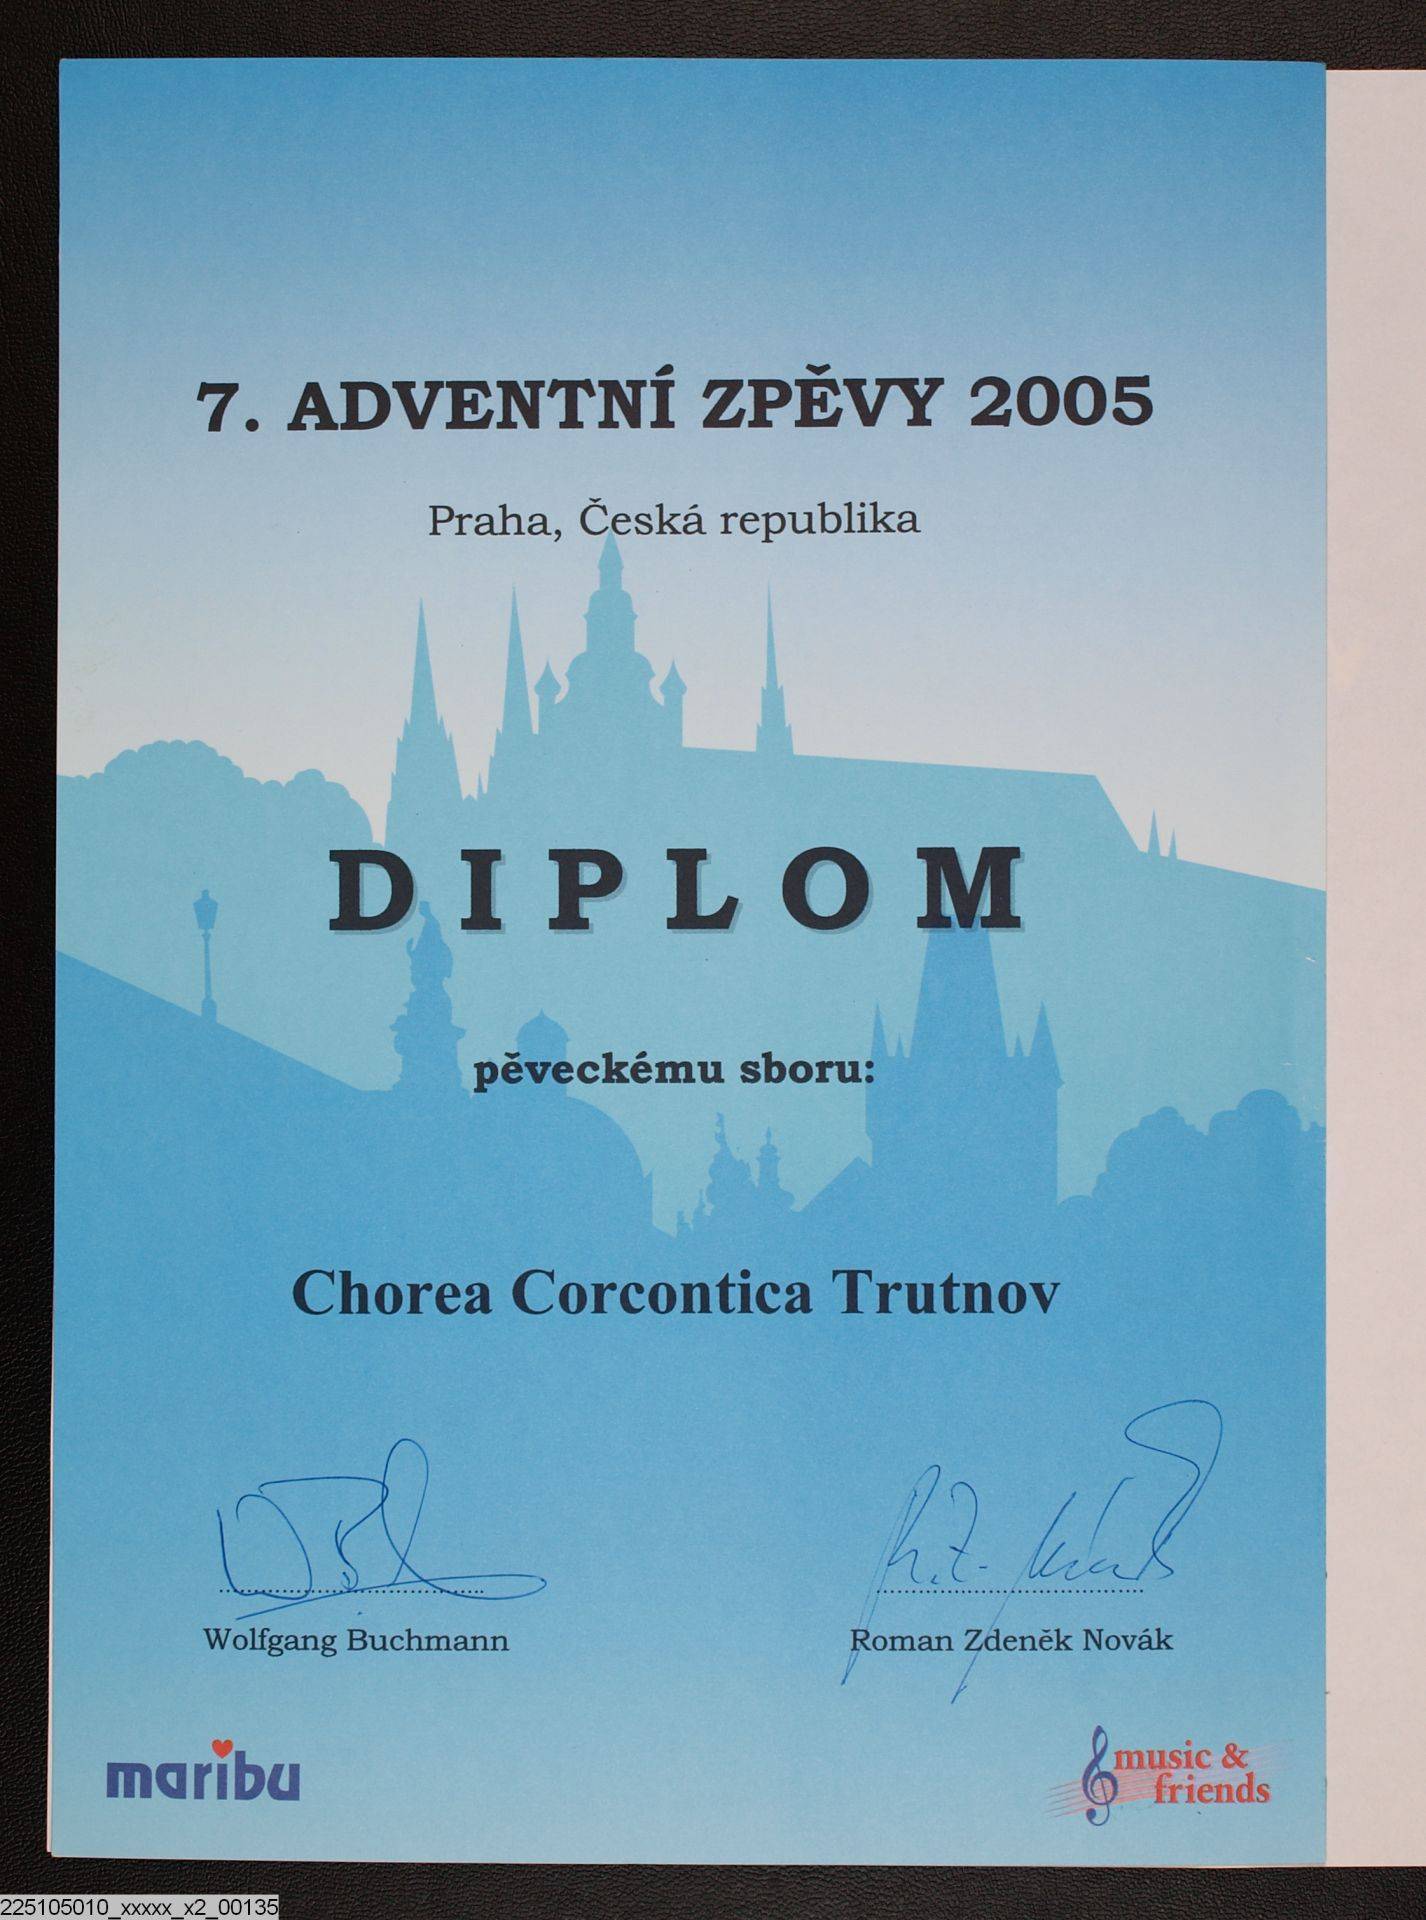 7. ADVENTNÍ ZPĚVY 2005
Praha, Česká republika
DIPLOM
pěveckému sboru:
Chorea Corcontica Trutnov
Wolfgang Buchmann
Roman Zdeněk Novák
maribu
music &
friends
225105010_xxxxx_x2_00135